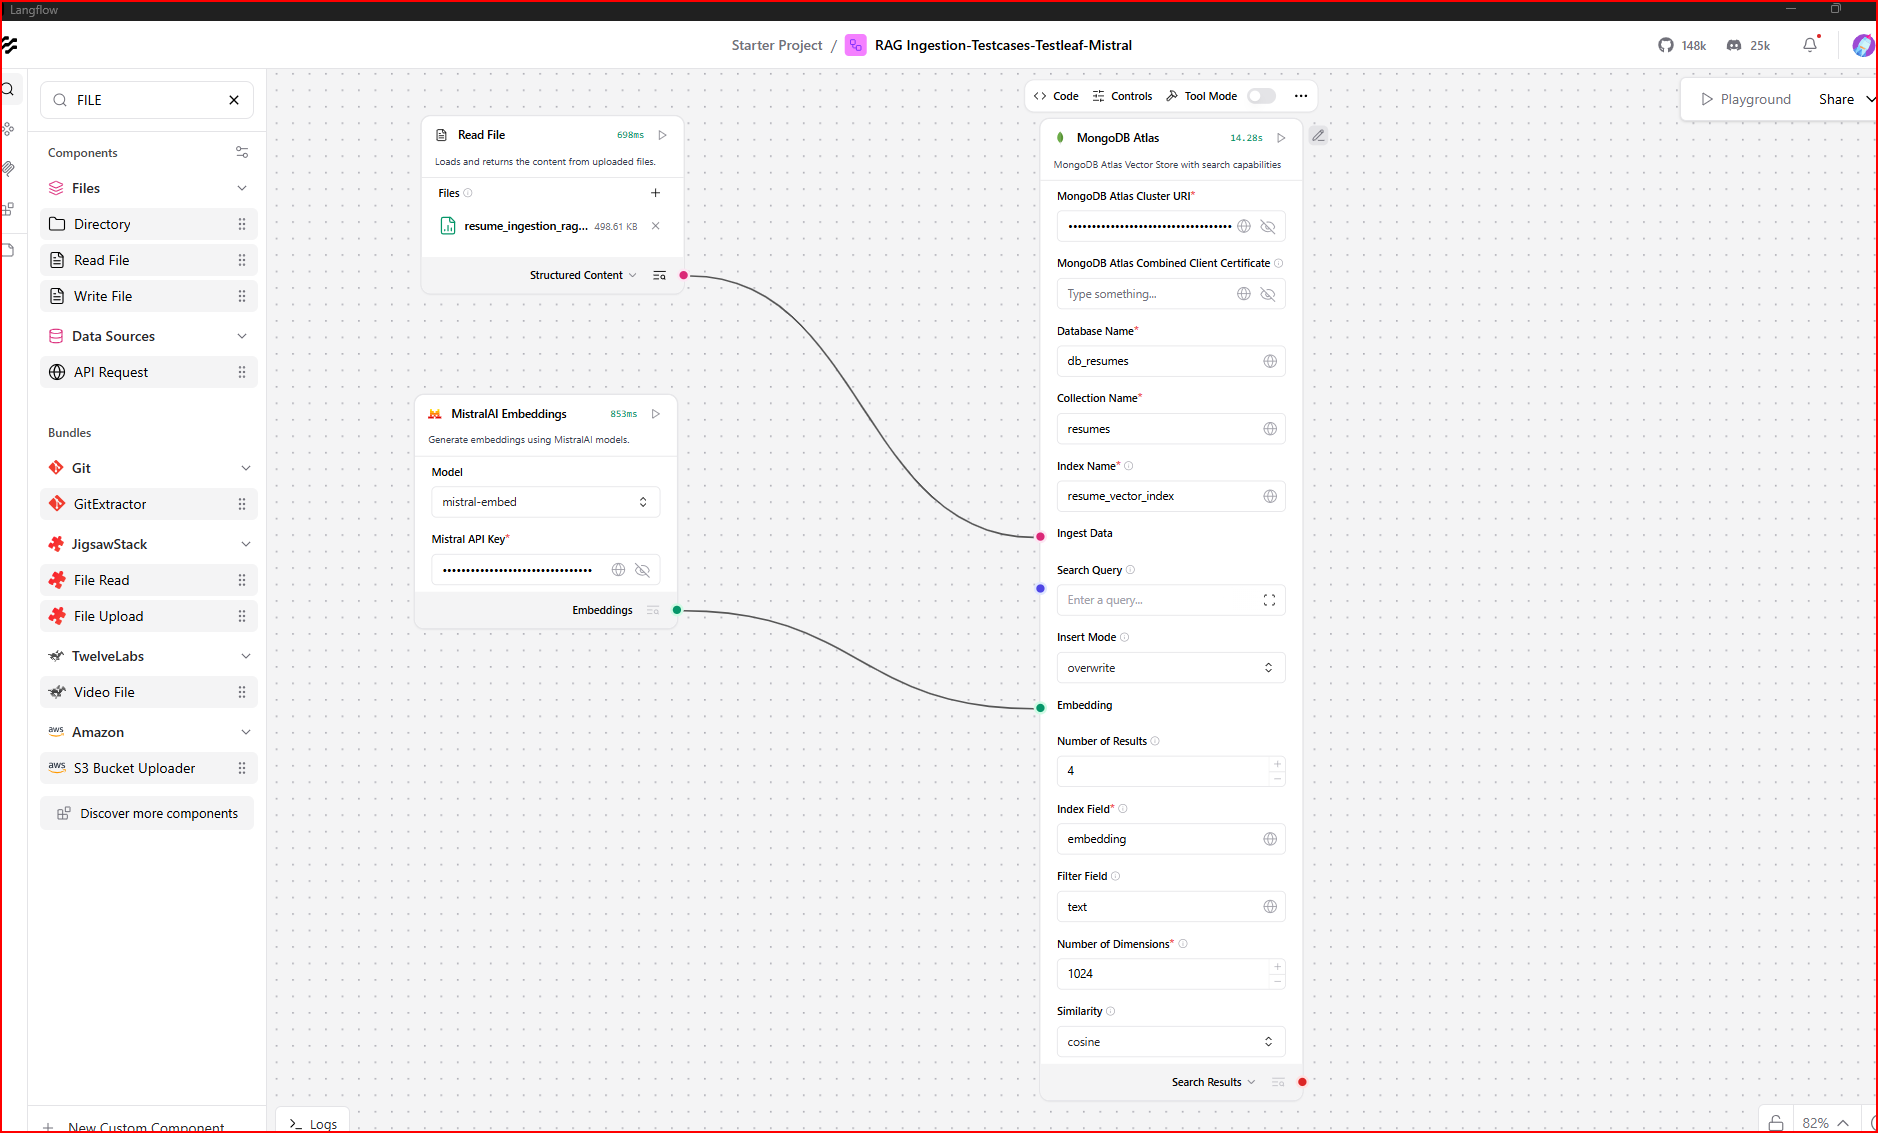 Langflow
Starter Project / RAG Ingestion-Testcases-Testleaf-Mistral
148k
25k
FILE
Components
Files
Directory
Read File
Write File
Data Sources
API Request
Bundles
Git
GitExtractor
JigsawStack
File Read
File Upload
TwelveLabs
Video File
aws Amazon
aws S3 Bucket Uploader
Discover more components
New Custom Component
Read File 698ms
Loads and returns the content from uploaded files.
Files
resume_ingestion_rag... 498.61 KB
Structured Content
MistralAI Embeddings 853ms
Generate embeddings using MistralAI models.
Model
mistral-embed
Mistral API Key*
••••••••••••••••••••••••••••••••
Embeddings
Code Controls Tool Mode
MongoDB Atlas 14.28s
MongoDB Atlas Vector Store with search capabilities
MongoDB Atlas Cluster URI*
•••••••••••••••••••••••••••••••••••
MongoDB Atlas Combined Client Certificate
Type something...
Database Name*
db_resumes
Collection Name*
resumes
Index Name*
resume_vector_index
Ingest Data
Search Query
Enter a query...
Insert Mode
overwrite
Embedding
Number of Results
4
Index Field*
embedding
Filter Field
text
Number of Dimensions*
1024
Similarity
cosine
Search Results
Playground Share
Logs
82%